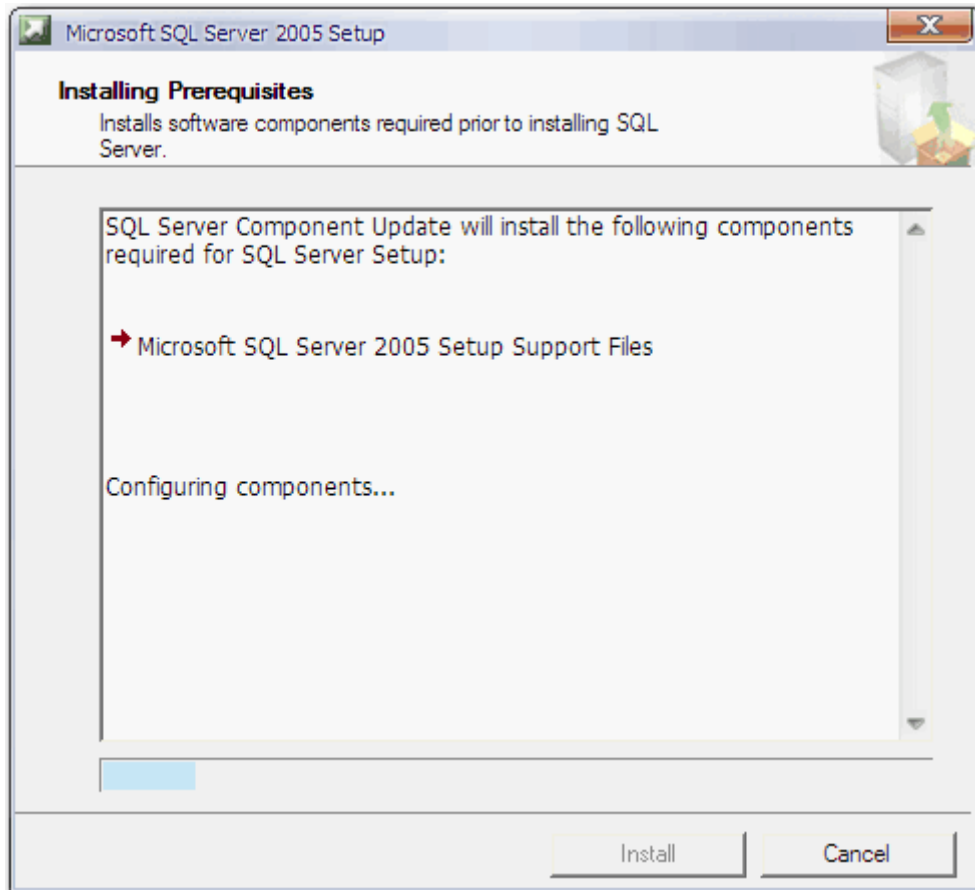 Microsoft SQL Server 2005 Setup
Installing Prerequisites
Installs software components required prior to installing SQL
Server.
SQL Server Component Update will install the following components
required for SQL Server Setup:
Microsoft SQL Server 2005 Setup Support Files
Configuring components...
Install
Cancel